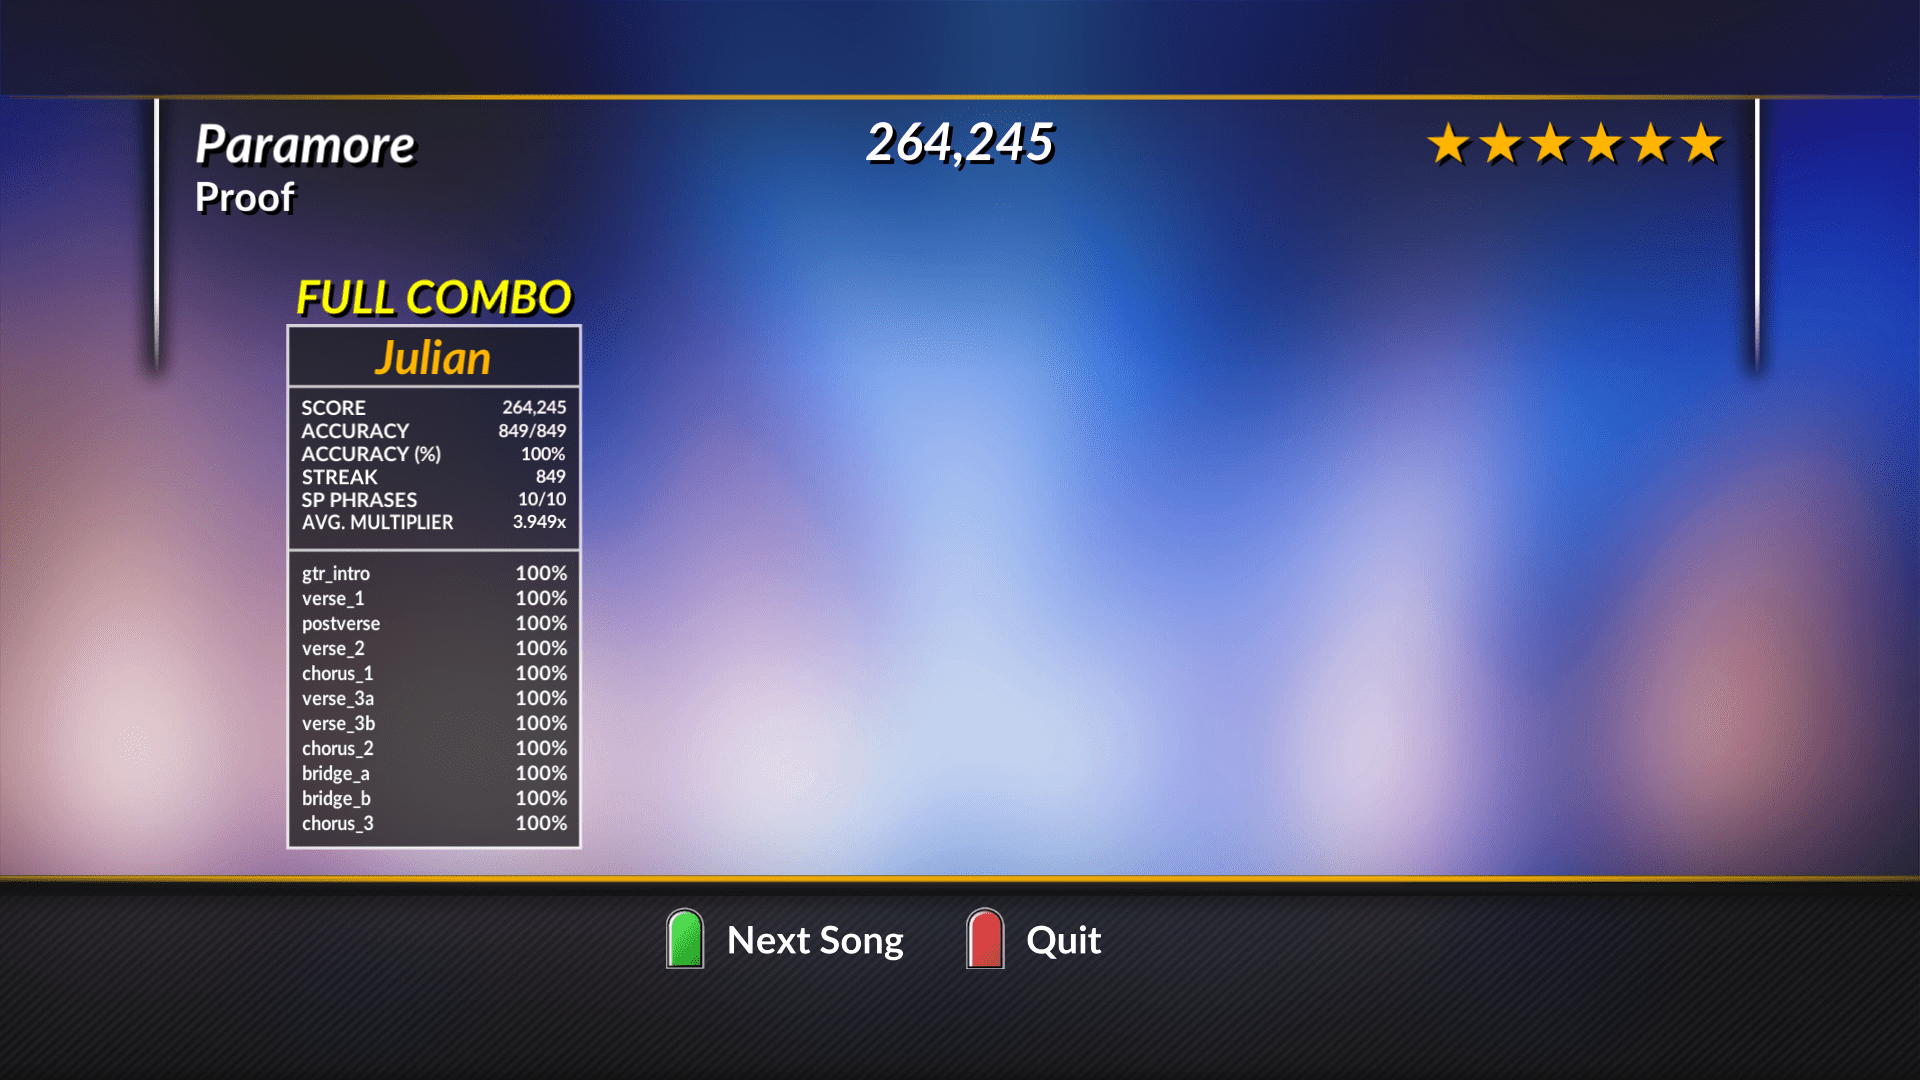 Paramore
264,245
Proof
FULL COMBO
Julian
SCORE 264,245
ACCURACY 849/849
ACCURACY (%) 100%
STREAK 849
SP PHRASES 10/10
AVG. MULTIPLIER 3.949x
gtr_intro 100%
verse_1 100%
postverse 100%
verse_2 100%
chorus_1 100%
verse_3a 100%
verse_3b 100%
chorus_2 100%
bridge_a 100%
bridge_b 100%
chorus_3 100%
Next Song
Quit